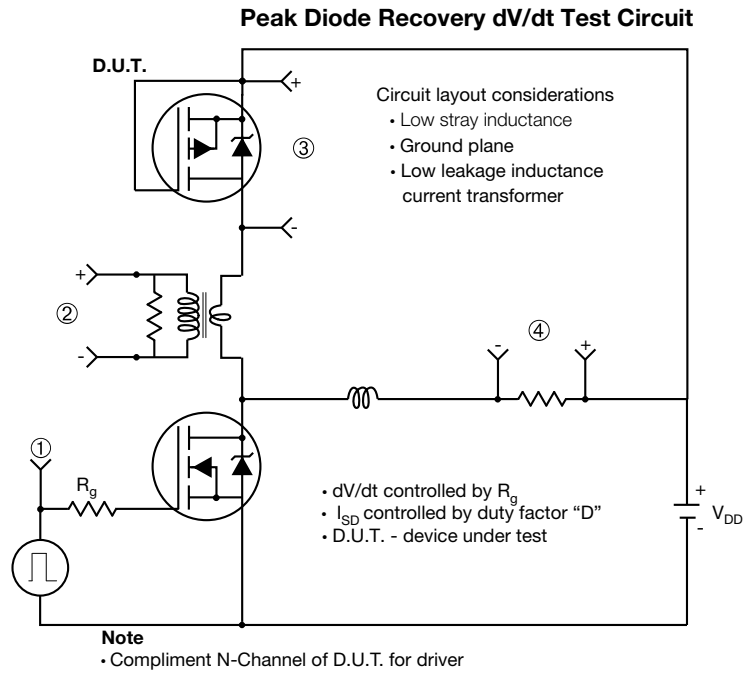 Peak Diode Recovery dV/dt Test Circuit
D.U.T.
+
Circuit layout considerations
• Low stray inductance
• Ground plane
• Low leakage inductance
current transformer
③
-
+
②
-
-
④
+
①
Rg
• dV/dt controlled by Rg
• ISD controlled by duty factor “D”
• D.U.T. - device under test
+
VDD
-
Note
• Compliment N-Channel of D.U.T. for driver